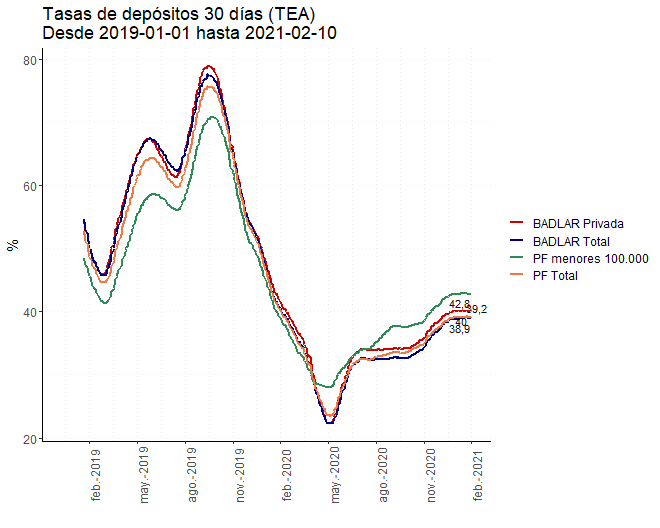 Tasas de depósitos 30 días (TEA)
Desde 2019-01-01 hasta 2021-02-10
%
80
60
40
20
42,8
39,2
40
38,9
feb.-2019
may.-2019
ago.-2019
nov.-2019
feb.-2020
may.-2020
ago.-2020
nov.-2020
feb.-2021
BADLAR Privada
BADLAR Total
PF menores 100.000
PF Total